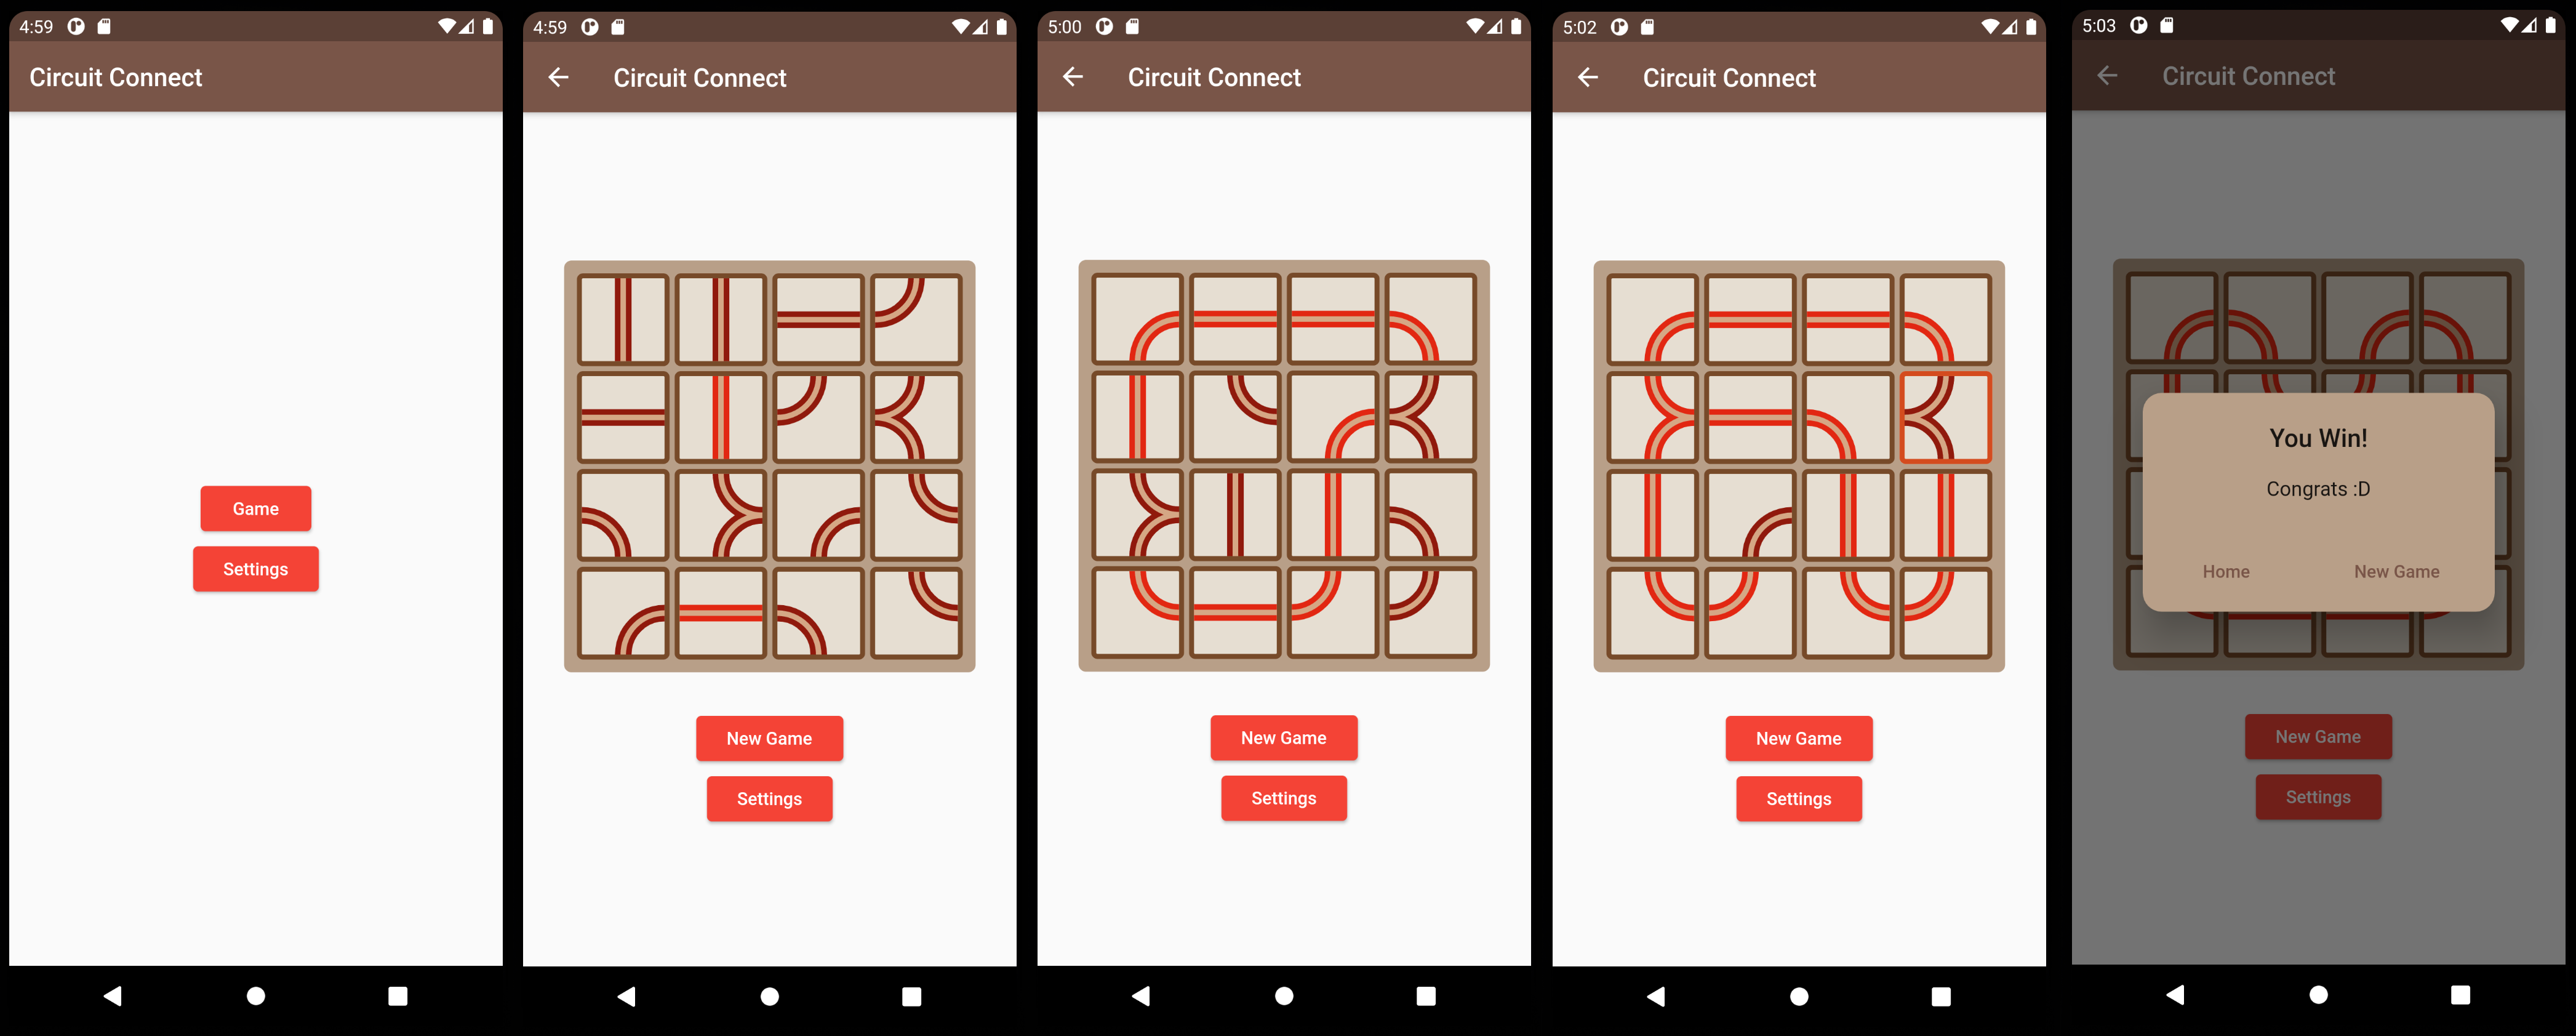 4:59
Circuit Connect
Game
Settings
4:59
Circuit Connect
New Game
Settings
5:00
Circuit Connect
New Game
Settings
5:02
Circuit Connect
New Game
Settings
5:03
Circuit Connect
You Win!
Congrats :D
Home New Game
New Game
Settings